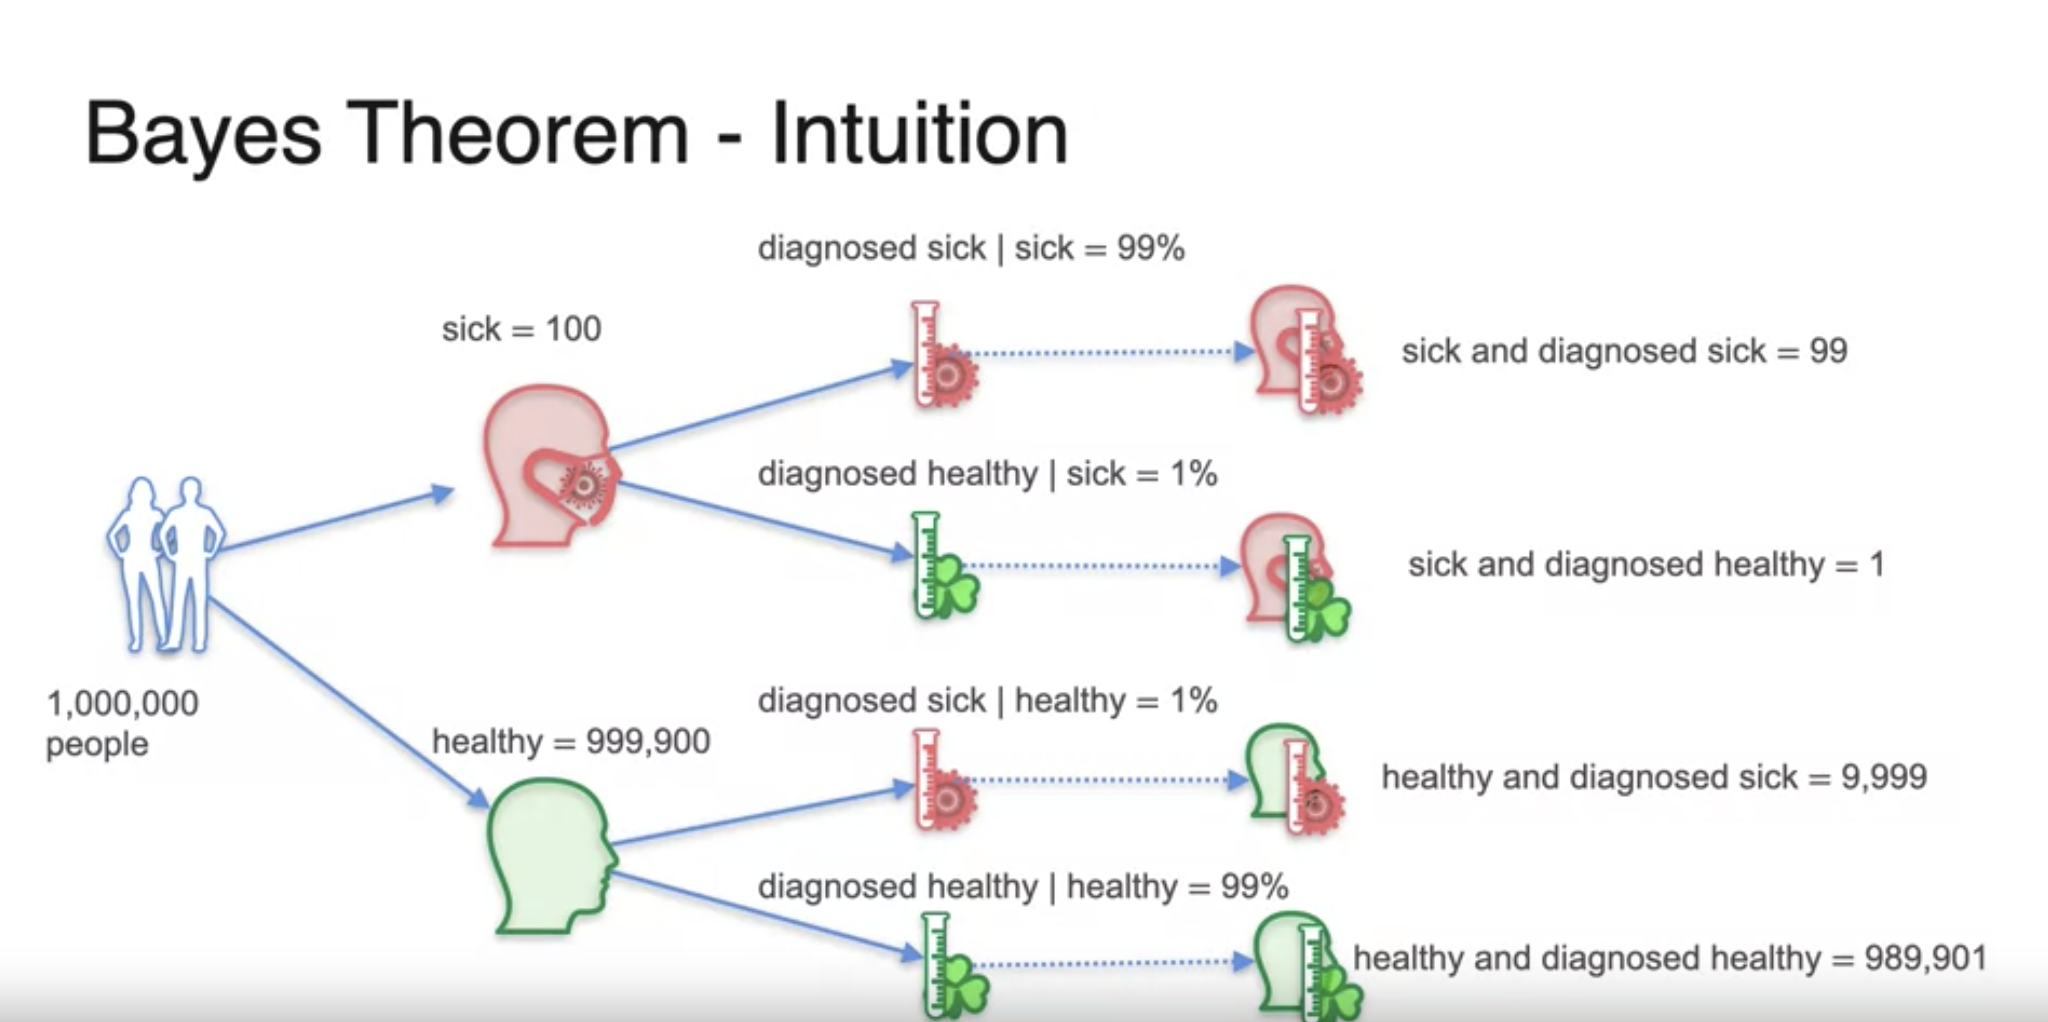 Bayes Theorem - Intuition
diagnosed sick | sick = 99%
sick = 100
sick and diagnosed sick = 99
diagnosed healthy | sick = 1%
sick and diagnosed healthy = 1
1,000,000
people
diagnosed sick | healthy = 1%
healthy = 999,900
healthy and diagnosed sick = 9,999
diagnosed healthy | healthy = 99%
healthy and diagnosed healthy = 989,901